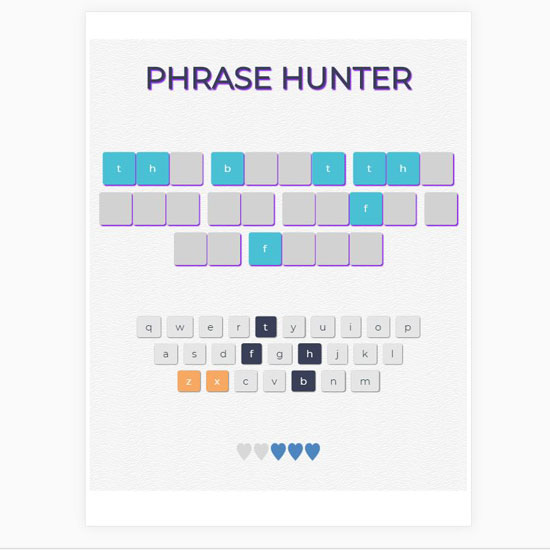 PHRASE HUNTER
t h b t t h
f
f
q w e r t y u i o p
a s d f g h j k l
z x c v b n m